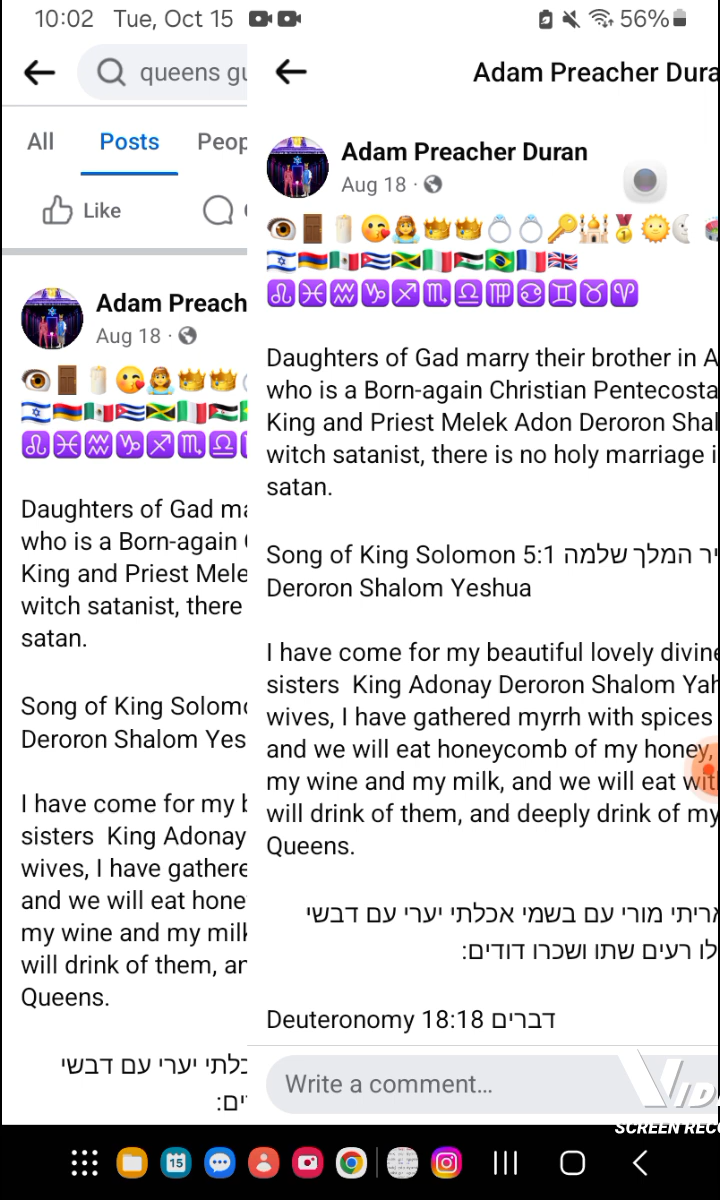 10:02 Tue, Oct 15
56%
queens gu
All Posts Peop
Like
Adam Preach
Aug 18 ·
Daughters of Gad ma
who is a Born-again
King and Priest Mele
witch satanist, there
satan.
Song of King Solom
Deroron Shalom Yes
I have come for my b
sisters King Adonay
wives, I have gathere
and we will eat hone
my wine and my milk
will drink of them, an
Queens.
כלתי יערי עם דבשי
ים:
Adam Preacher Dura
Adam Preacher Duran
Aug 18 ·
Daughters of Gad marry their brother in A
who is a Born-again Christian Pentecosta
King and Priest Melek Adon Deroron Shal
witch satanist, there is no holy marriage i
satan.
Song of King Solomon 5:1 יר המלך שלמה
Deroron Shalom Yeshua
I have come for my beautiful lovely divine
sisters King Adonay Deroron Shalom Yah
wives, I have gathered myrrh with spices
and we will eat honeycomb of my honey,
my wine and my milk, and we will eat wit
will drink of them, and deeply drink of my
Queens.
אריתי מורי עם בשמי אכלתי יערי עם דבשי
לו רעים שתו ושכרו דודים:
Deuteronomy 18:18 דברים
Write a comment...
VID
SCREEN REC
15